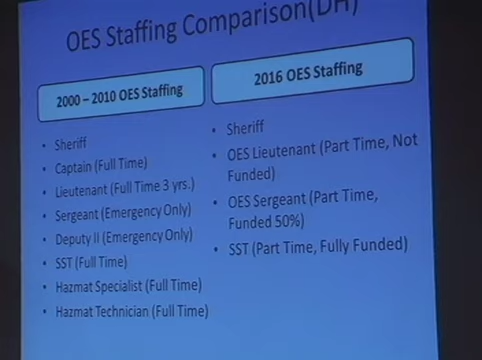 OES Staffing Comparison(DH)
2000 – 2010 OES Staffing
• Sheriff
• Captain (Full Time)
• Lieutenant (Full Time 3 yrs.)
• Sergeant (Emergency Only)
• Deputy II (Emergency Only)
• SST (Full Time)
• Hazmat Specialist (Full Time)
• Hazmat Technician (Full Time)
2016 OES Staffing
• Sheriff
• OES Lieutenant (Part Time, Not
Funded)
• OES Sergeant (Part Time,
Funded 50%)
• SST (Part Time, Fully Funded)